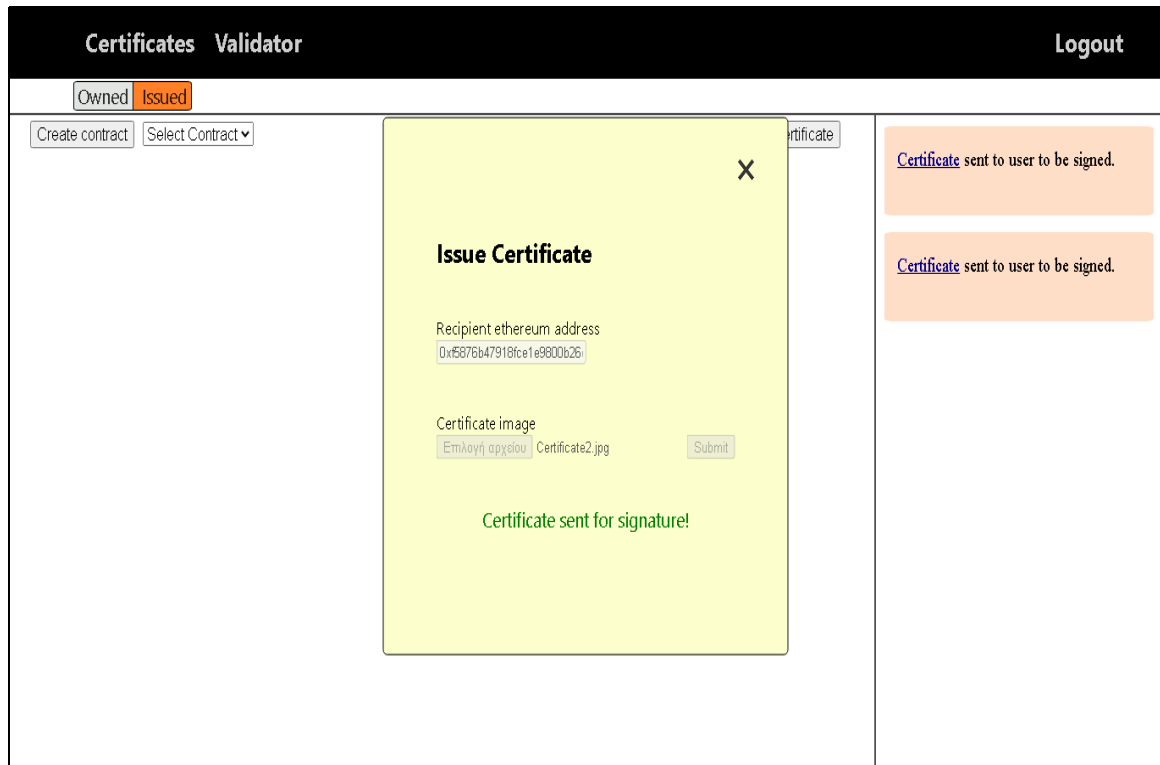 Certificates Validator Logout
Owned Issued
Create contract Select Contract rtificate
X
Issue Certificate
Recipient ethereum address
0xf5876b47918fce1e9800b26
Certificate image
Επιλογή αρχείου Certificate2.jpg Submit
Certificate sent for signature!
Certificate sent to user to be signed.
Certificate sent to user to be signed.